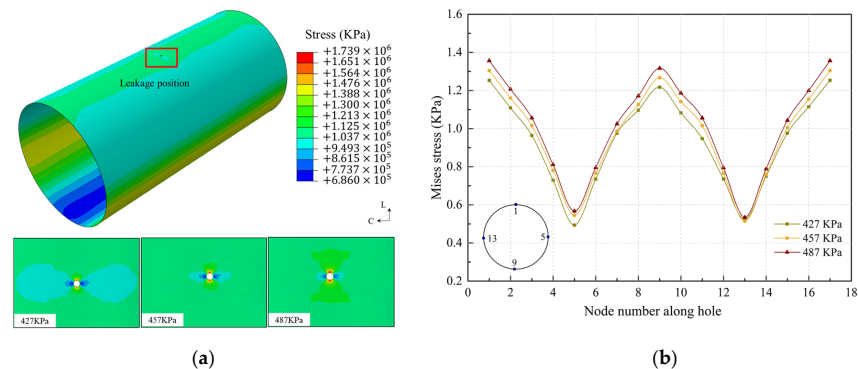 (a)
Stress (KPa)
+1.739 × 10⁶
+1.651 × 10⁶
+1.564 × 10⁶
+1.476 × 10⁶
+1.388 × 10⁶
+1.300 × 10⁶
+1.213 × 10⁶
+1.125 × 10⁶
+1.037 × 10⁶
+9.493 × 10⁵
+8.615 × 10⁵
+7.737 × 10⁵
+6.860 × 10⁵
Leakage position
L
C
427KPa
457KPa
487KPa
(a)
(b)
1.6
1.4
1.2
1.0
0.8
0.6
0.4
0.2
Mises stress (KPa)
1
13
5
9
427 KPa
457 KPa
487 KPa
0 2 4 6 8 10 12 14 16 18
Node number along hole
(b)